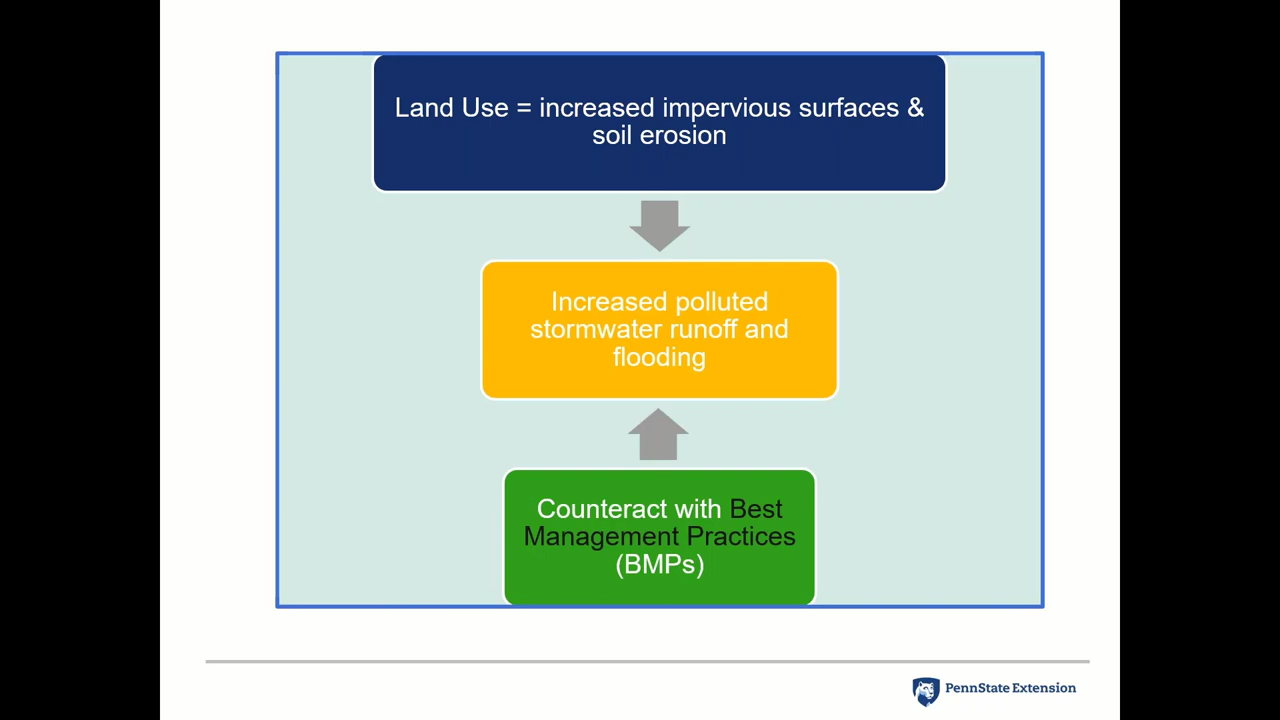 Land Use = increased impervious surfaces &
soil erosion
Increased polluted
stormwater runoff and
flooding
Counteract with Best
Management Practices
(BMPs)
PennState Extension